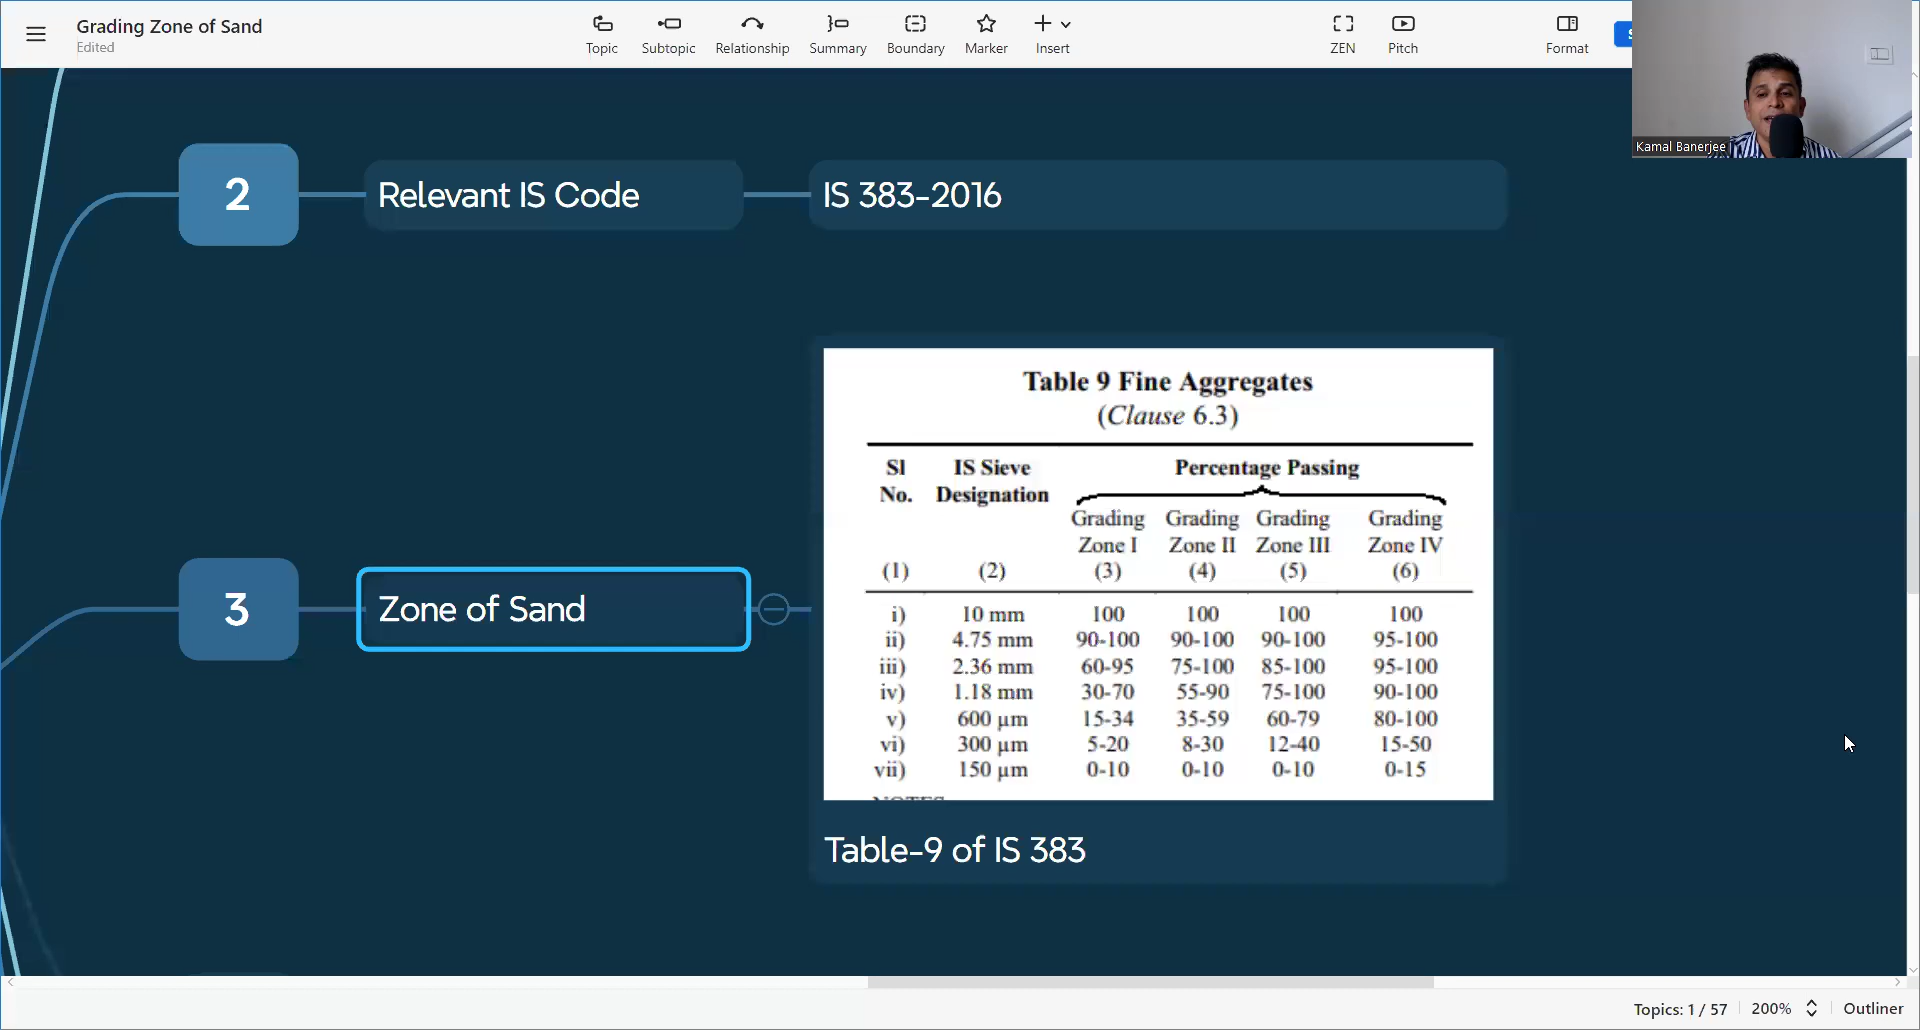 Grading Zone of Sand
Edited
Topic Subtopic Relationship Summary Boundary Marker Insert ZEN Pitch Format
Kamal Banerjee
2 Relevant IS Code IS 383-2016
Table 9 Fine Aggregates
(Clause 6.3)
Sl No. IS Sieve Designation Percentage Passing
Grading Zone I Grading Zone II Grading Zone III Grading Zone IV
(1) (2) (3) (4) (5) (6)
i) 10 mm 100 100 100 100
ii) 4.75 mm 90-100 90-100 90-100 95-100
iii) 2.36 mm 60-95 75-100 85-100 95-100
iv) 1.18 mm 30-70 55-90 75-100 90-100
v) 600 µm 15-34 35-59 60-79 80-100
vi) 300 µm 5-20 8-30 12-40 15-50
vii) 150 µm 0-10 0-10 0-10 0-15
3 Zone of Sand
Table-9 of IS 383
Topics: 1 / 57 200% Outliner